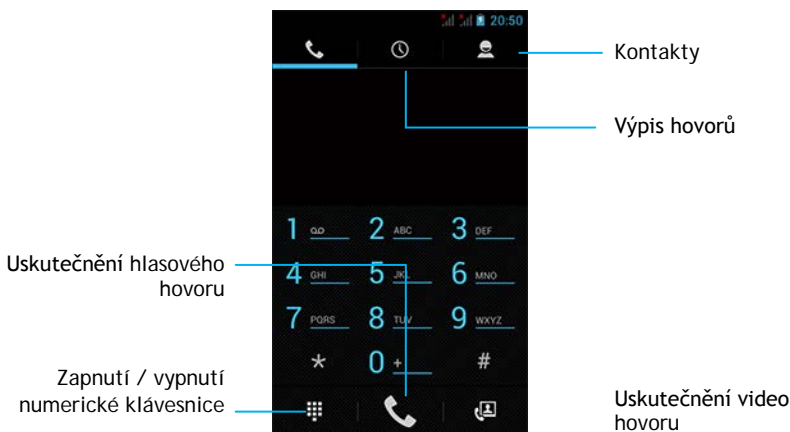 20:50
Kontakty
Výpis hovorů
1
2 ABC
3 DEF
Uskutečnění hlasového
hovoru
4 GHI
5 JKL
6 MNO
7 PQRS
8 TUV
9 WXYZ
* 0 + #
Zapnutí / vypnutí
numerické klávesnice
Uskutečnění video
hovoru